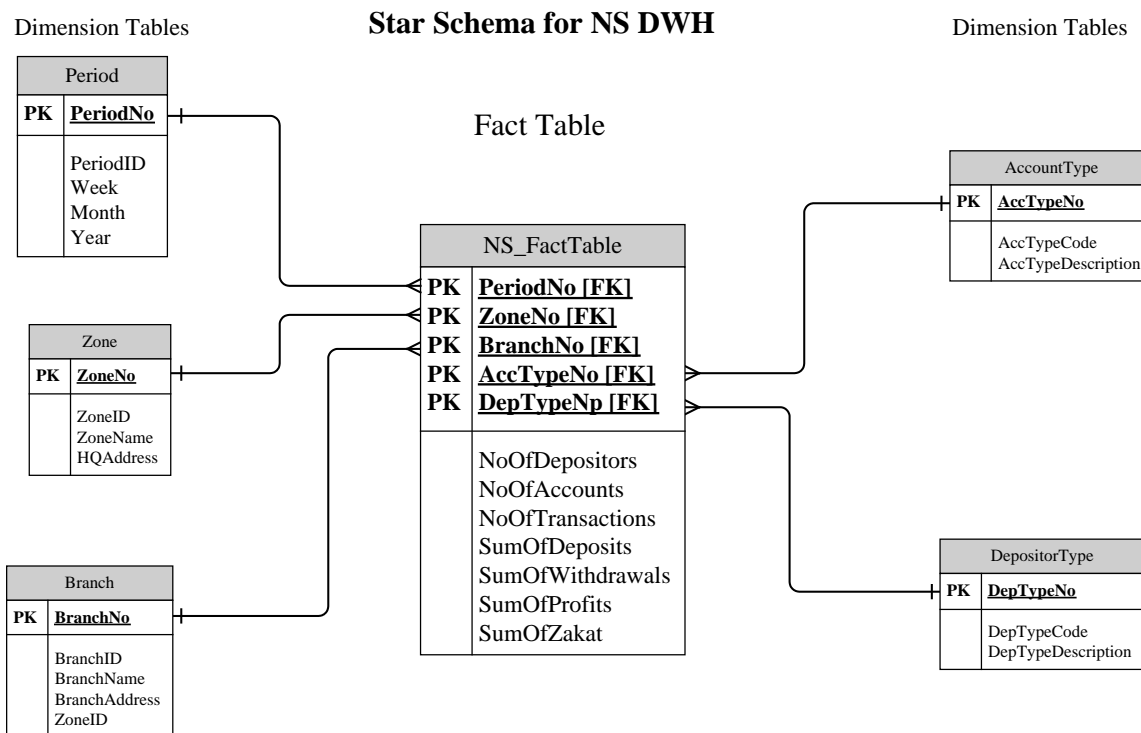 Star Schema for NS DWH
Dimension Tables
Dimension Tables
Fact Table
Period
PK PeriodNo
PeriodID
Week
Month
Year
Zone
PK ZoneNo
ZoneID
ZoneName
HQAddress
Branch
PK BranchNo
BranchID
BranchName
BranchAddress
ZoneID
NS_FactTable
PK PeriodNo [FK]
PK ZoneNo [FK]
PK BranchNo [FK]
PK AccTypeNo [FK]
PK DepTypeNp [FK]
NoOfDepositors
NoOfAccounts
NoOfTransactions
SumOfDeposits
SumOfWithdrawals
SumOfProfits
SumOfZakat
AccountType
PK AccTypeNo
AccTypeCode
AccTypeDescription
DepositorType
PK DepTypeNo
DepTypeCode
DepTypeDescription